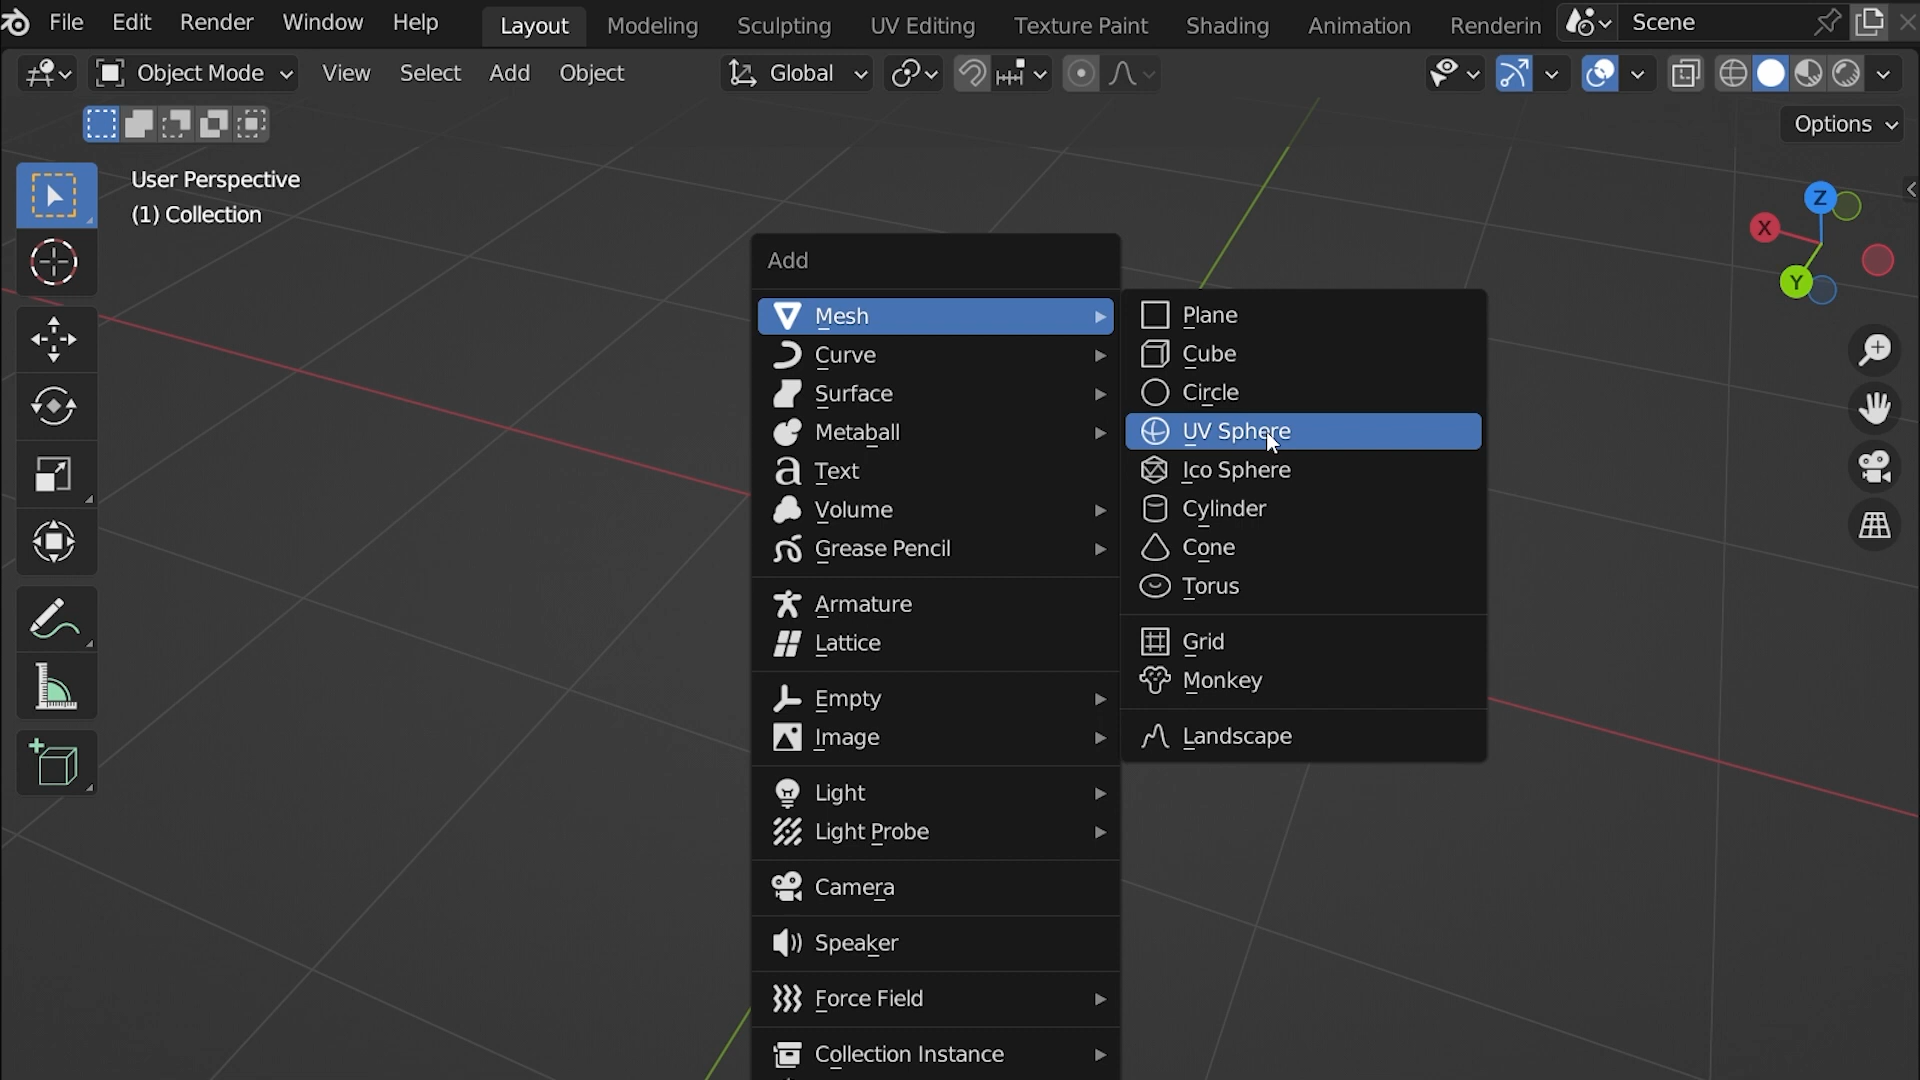 File Edit Render Window Help Layout Modeling Sculpting UV Editing Texture Paint Shading Animation Renderin Scene
Object Mode View Select Add Object Global
Options
User Perspective
(1) Collection
Z
X
Y
Add
Mesh
Curve
Surface
Metaball
Text
Volume
Grease Pencil
Armature
Lattice
Empty
Image
Light
Light Probe
Camera
Speaker
Force Field
Collection Instance
Plane
Cube
Circle
UV Sphere
Ico Sphere
Cylinder
Cone
Torus
Grid
Monkey
Landscape